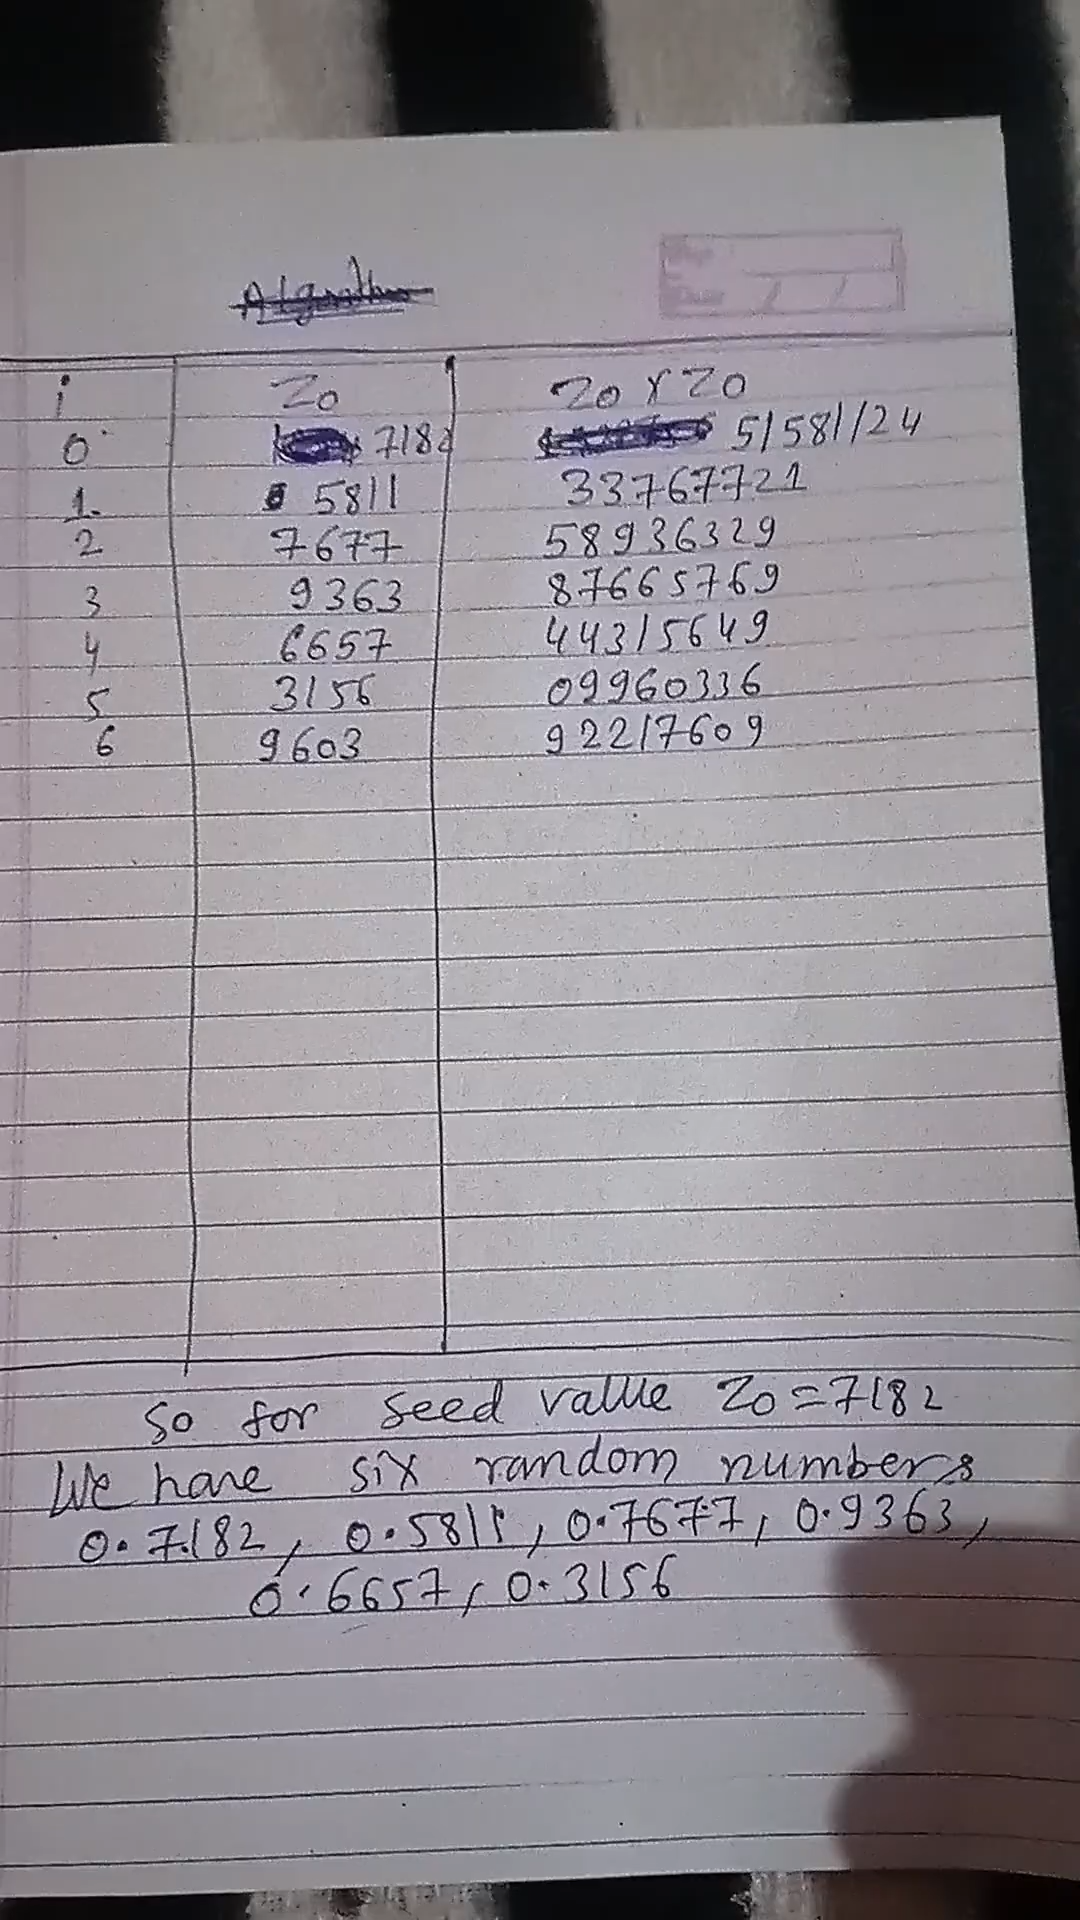 Algorithm
i Zo Zo x Zo
0 7182 51581124
1. 5811 33767721
2 7677 58936329
3 9363 87665769
4 6657 44315649
5 3156 09960336
6 9603 92217609
So for seed value Zo = 7182
We have six random numbers
0.7182, 0.5811, 0.7677, 0.9363,
0.6657, 0.3156